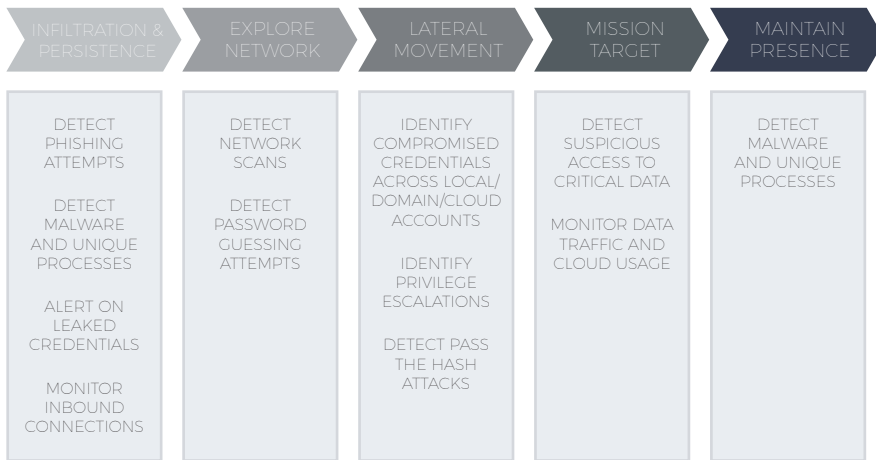 INFILTRATION &
PERSISTENCE
EXPLORE
NETWORK
LATERAL
MOVEMENT
MISSION
TARGET
MAINTAIN
PRESENCE
DETECT
PHISHING
ATTEMPTS
DETECT
MALWARE
AND UNIQUE
PROCESSES
ALERT ON
LEAKED
CREDENTIALS
MONITOR
INBOUND
CONNECTIONS
DETECT
NETWORK
SCANS
DETECT
PASSWORD
GUESSING
ATTEMPTS
IDENTIFY
COMPROMISED
CREDENTIALS
ACROSS LOCAL/
DOMAIN/CLOUD
ACCOUNTS
IDENTIFY
PRIVILEGE
ESCALATIONS
DETECT PASS
THE HASH
ATTACKS
DETECT
SUSPICIOUS
ACCESS TO
CRITICAL DATA
MONITOR DATA
TRAFFIC AND
CLOUD USAGE
DETECT
MALWARE
AND UNIQUE
PROCESSES